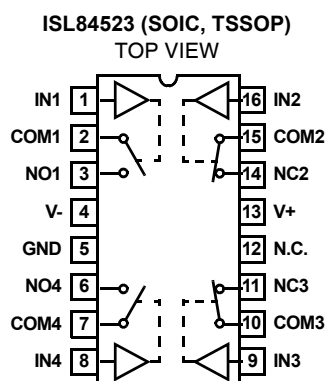 ISL84523 (SOIC, TSSOP)
TOP VIEW
IN1 1 16 IN2
COM1 2 15 COM2
NO1 3 14 NC2
V- 4 13 V+
GND 5 12 N.C.
NO4 6 11 NC3
COM4 7 10 COM3
IN4 8 9 IN3